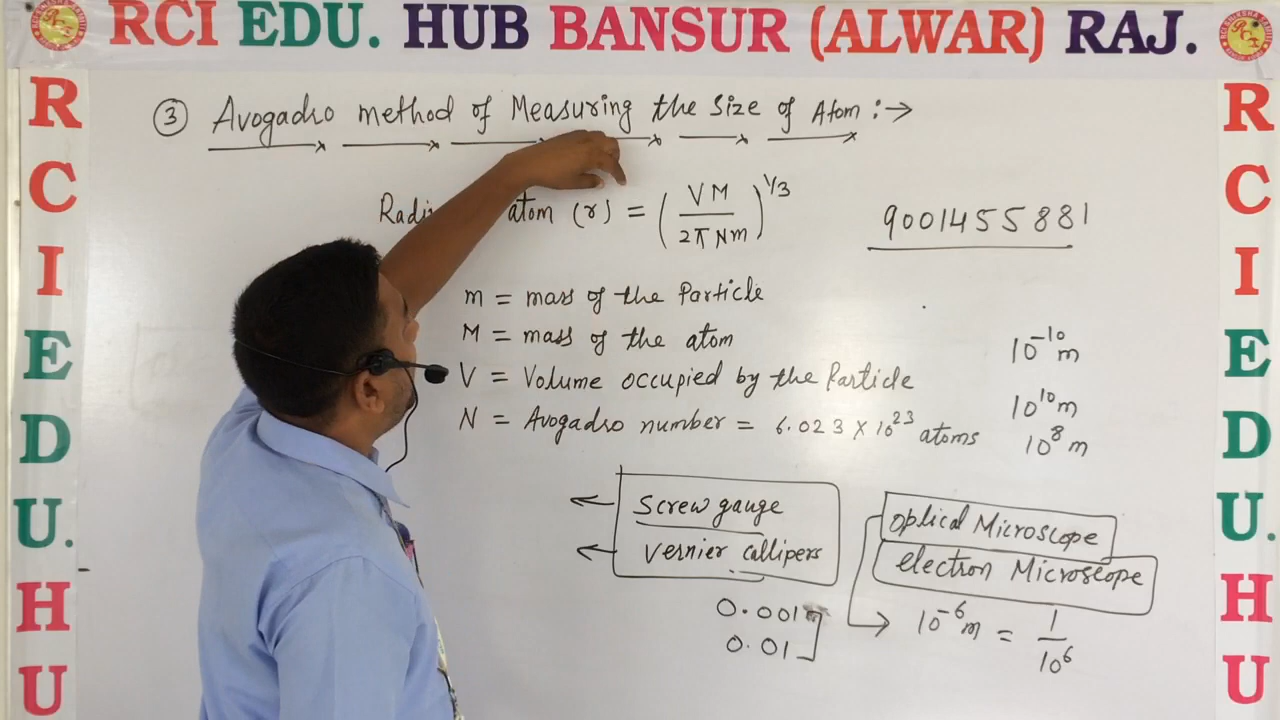 RCI EDU. HUB BANSUR (ALWAR) RAJ.
③ Avogadro method of Measuring the Size of Atom :→
atom (r) = (VM / 2π Nm)^1/3
9001455881
m = mass of the Particle
M = mass of the atom
V = Volume occupied by the Particle
N = Avogadro number = 6.023 × 10^23 atoms
10^-10 m
10^10 m
10^8 m
Screw gauge
Vernier callipers
0.001
0.01
optical Microscope
electron Microscope
→ 10^-6 m = 1 / 10^6
R
C
I
E
D
U.
H
U
R
C
I
E
D
U.
H
U